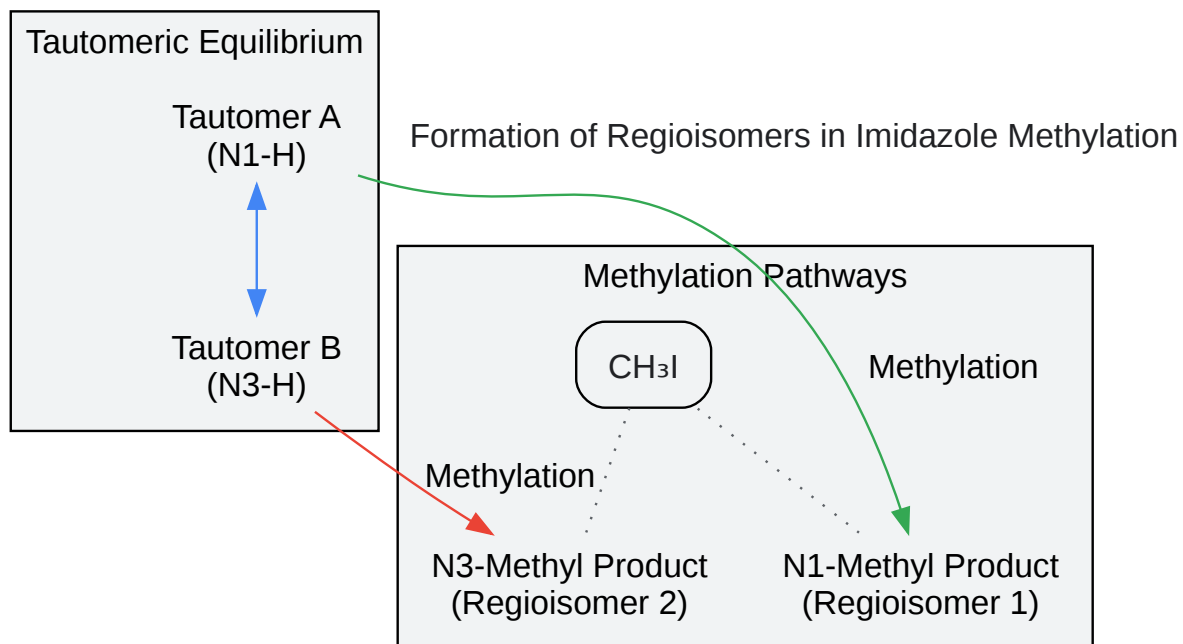 Tautomeric Equilibrium
Tautomer A
(N1-H)
Tautomer B
(N3-H)
Formation of Regioisomers in Imidazole Methylation
Methylation Pathways
CH₃I
Methylation
Methylation
N3-Methyl Product
(Regioisomer 2)
N1-Methyl Product
(Regioisomer 1)